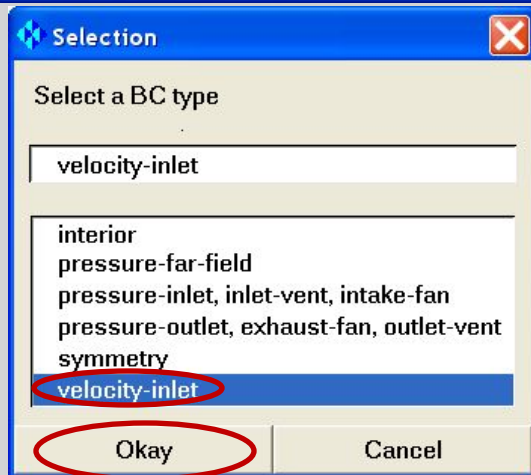 Selection
Select a BC type
velocity-inlet
interior
pressure-far-field
pressure-inlet, inlet-vent, intake-fan
pressure-outlet, exhaust-fan, outlet-vent
symmetry
velocity-inlet
Okay
Cancel